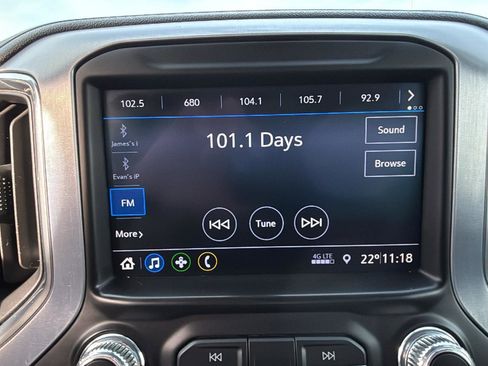 102.5 680 104.1 105.7 92.9
James's i
101.1 Days
Sound
Evan's iP
Browse
FM
Tune
More
4G LTE
22° 11:18